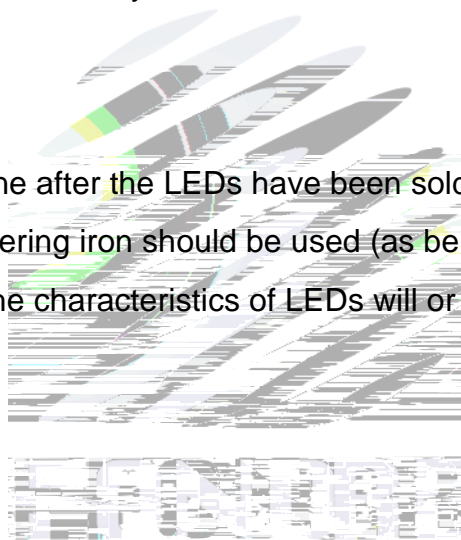 ne after the LEDs have been sold
ering iron should be used (as be
ne characteristics of LEDs will or